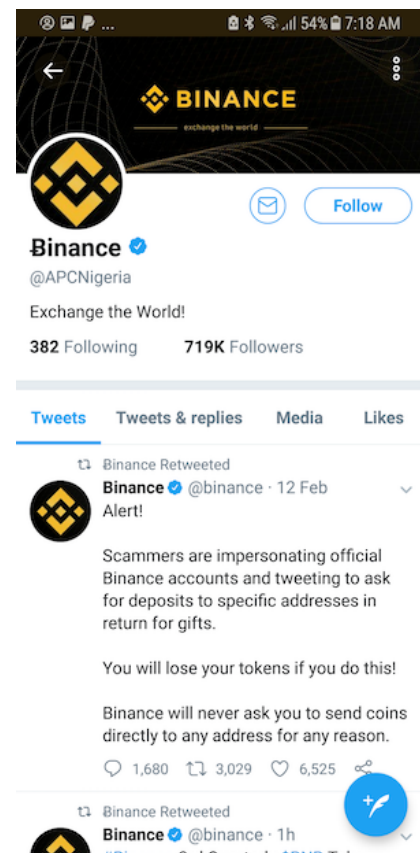 ... 54% 7:18 AM
BINANCE
exchange the world
Follow
Binance
@APCNigeria
Exchange the World!
382 Following 719K Followers
Tweets Tweets & replies Media Likes
Binance Retweeted
Binance @binance · 12 Feb
Alert!
Scammers are impersonating official
Binance accounts and tweeting to ask
for deposits to specific addresses in
return for gifts.
You will lose your tokens if you do this!
Binance will never ask you to send coins
directly to any address for any reason.
1,680 3,029 6,525
Binance Retweeted
Binance @binance · 1h